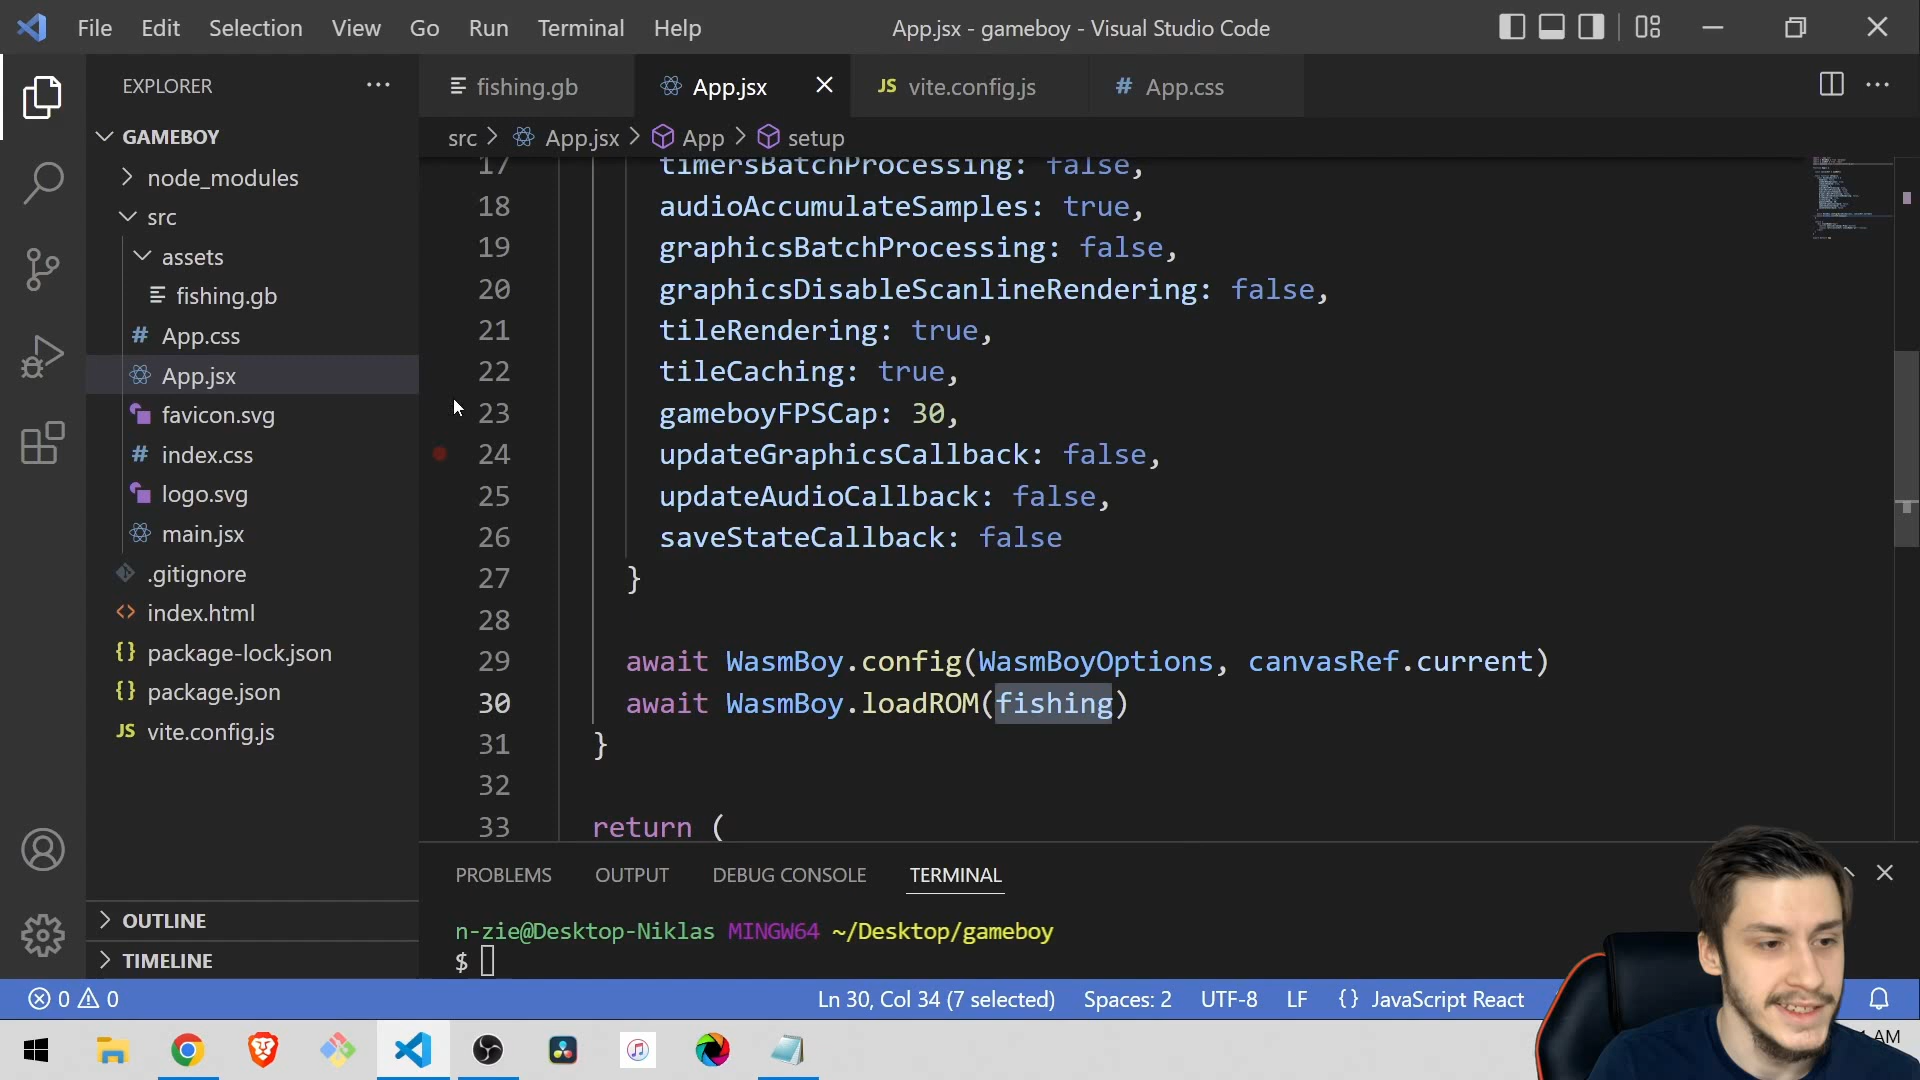 File Edit Selection View Go Run Terminal Help
App.jsx - gameboy - Visual Studio Code
EXPLORER
GAMEBOY
node_modules
src
assets
fishing.gb
App.css
App.jsx
favicon.svg
index.css
logo.svg
main.jsx
.gitignore
index.html
package-lock.json
package.json
vite.config.js
OUTLINE
TIMELINE
fishing.gb App.jsx JS vite.config.js # App.css
src > App.jsx > App > setup
17 timersBatchProcessing: false,
18 audioAccumulateSamples: true,
19 graphicsBatchProcessing: false,
20 graphicsDisableScanlineRendering: false,
21 tileRendering: true,
22 tileCaching: true,
23 gameboyFPSCap: 30,
24 updateGraphicsCallback: false,
25 updateAudioCallback: false,
26 saveStateCallback: false
27 }
28
29 await WasmBoy.config(WasmBoyOptions, canvasRef.current)
30 await WasmBoy.loadROM(fishing)
31 }
32
33 return (
PROBLEMS OUTPUT DEBUG CONSOLE TERMINAL
n-zie@Desktop-Niklas MINGW64 ~/Desktop/gameboy
$
0 0 Ln 30, Col 34 (7 selected) Spaces: 2 UTF-8 LF {} JavaScript React
AM